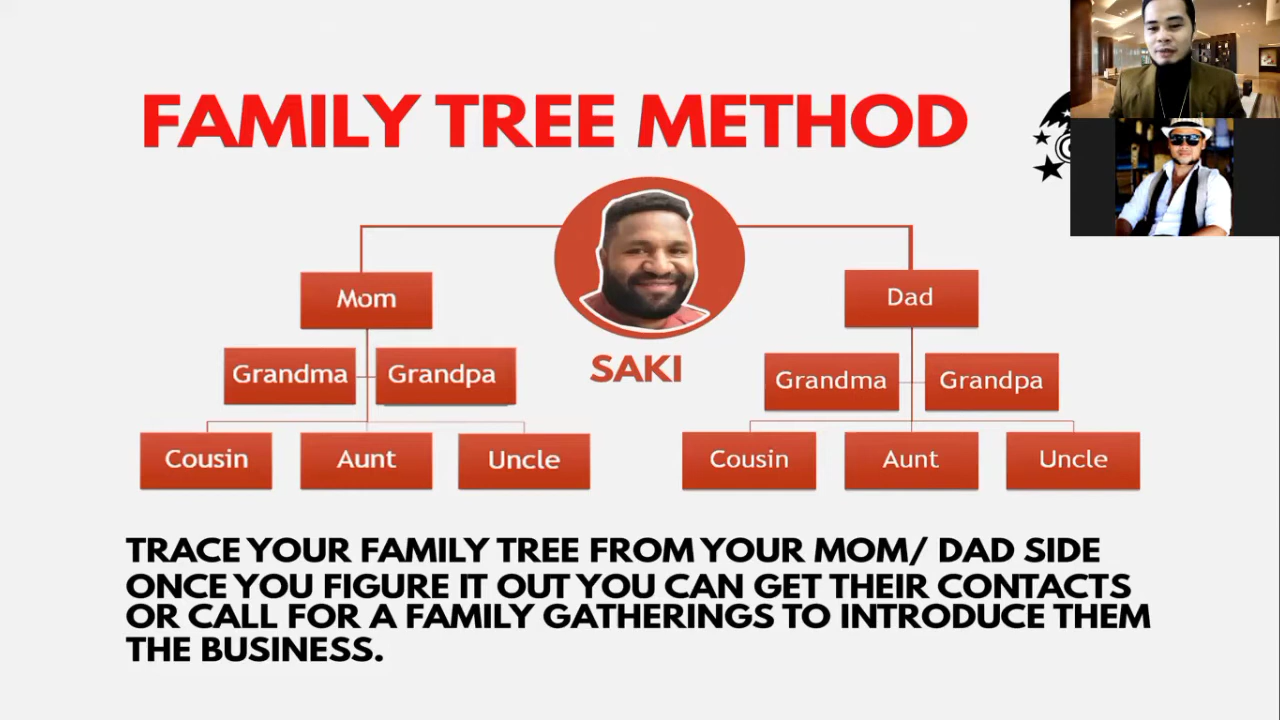 FAMILY TREE METHOD
Mom
Dad
Grandma Grandpa
SAKI
Grandma Grandpa
Cousin Aunt Uncle
Cousin Aunt Uncle
TRACE YOUR FAMILY TREE FROM YOUR MOM/ DAD SIDE
ONCE YOU FIGURE IT OUT YOU CAN GET THEIR CONTACTS
OR CALL FOR A FAMILY GATHERINGS TO INTRODUCE THEM
THE BUSINESS.